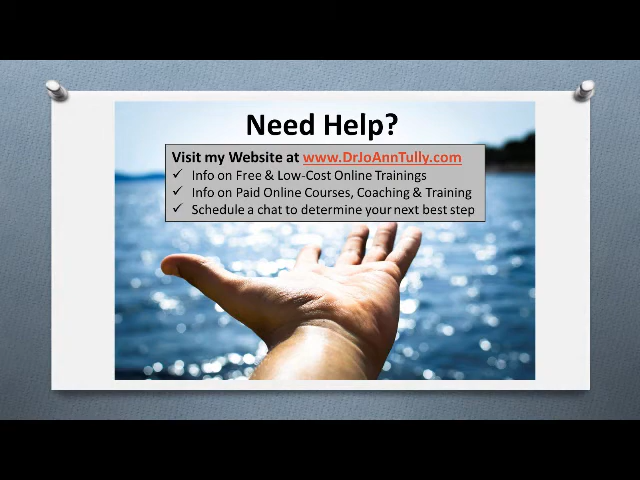 Need Help?
Visit my Website at www.DrJoAnnTully.com
✓ Info on Free & Low-Cost Online Trainings
✓ Info on Paid Online Courses, Coaching & Training
✓ Schedule a chat to determine your next best step